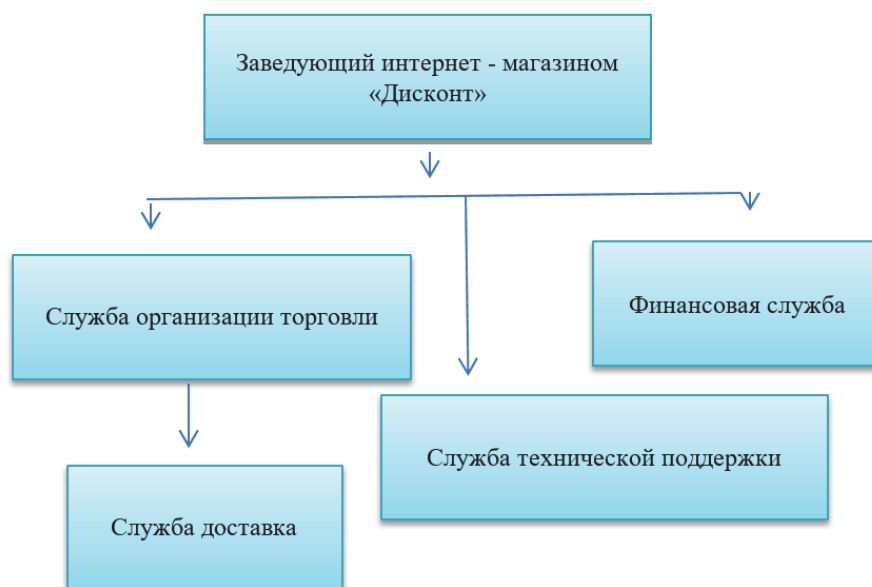 Заведующий интернет - магазином
«Дисконт»
Служба организации торговли
Финансовая служба
Служба технической поддержки
Служба доставка